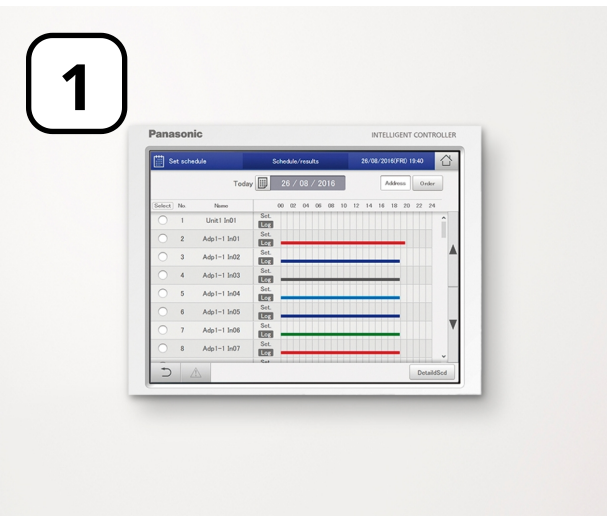 1
Panasonic INTELLIGENT CONTROLLER
Set schedule Schedule/results 26/08/2016(FRI) 19:40
Today 26 / 08 / 2016 Address Order
Select No. Name 00 02 04 06 08 10 12 14 16 18 20 22 24
1 Unit1 In01 Set. Log
2 Adp1-1 In01 Set. Log
3 Adp1-1 In02 Set. Log
4 Adp1-1 In03 Set. Log
5 Adp1-1 In04 Set. Log
6 Adp1-1 In05 Set. Log
7 Adp1-1 In06 Set. Log
8 Adp1-1 In07 Set. Log
Set.
DetaildScd